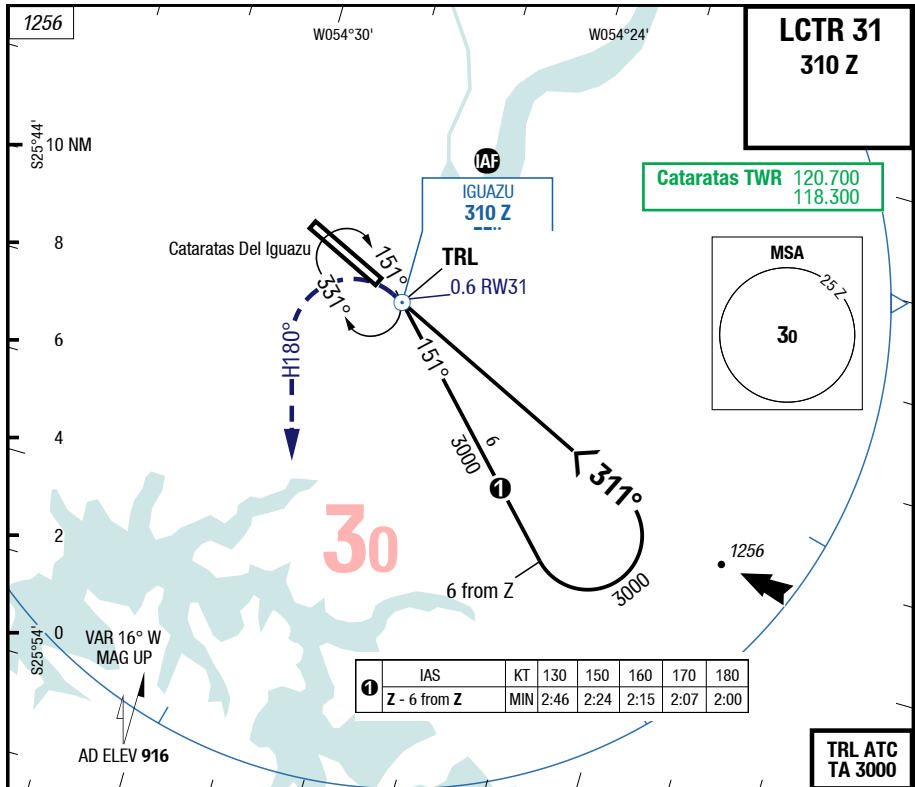 1256
W054°30'
W054°24'
LCTR 31
310 Z
S25°44'
10 NM
IAF
IGUAZU
310 Z
Cataratas TWR 120.700
118.300
8
Cataratas Del Iguazu
151°
TRL
0.6 RW31
331°
MSA
25 Z
30
6
H180°
151°
4
6
3000
1
311°
30
2
1256
6 from Z
3000
S25°54'
0
VAR 16° W
MAG UP
1 IAS KT 130 150 160 170 180
Z - 6 from Z MIN 2:46 2:24 2:15 2:07 2:00
AD ELEV 916
TRL ATC
TA 3000